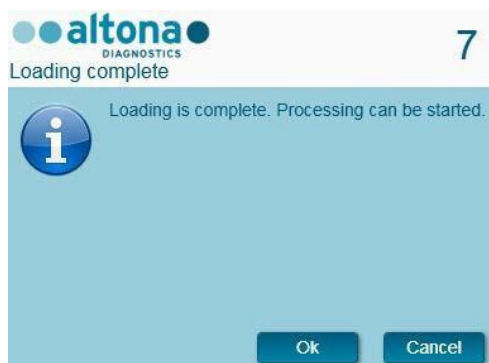 altona
DIAGNOSTICS
7
Loading complete
Loading is complete. Processing can be started.
i
Ok
Cancel